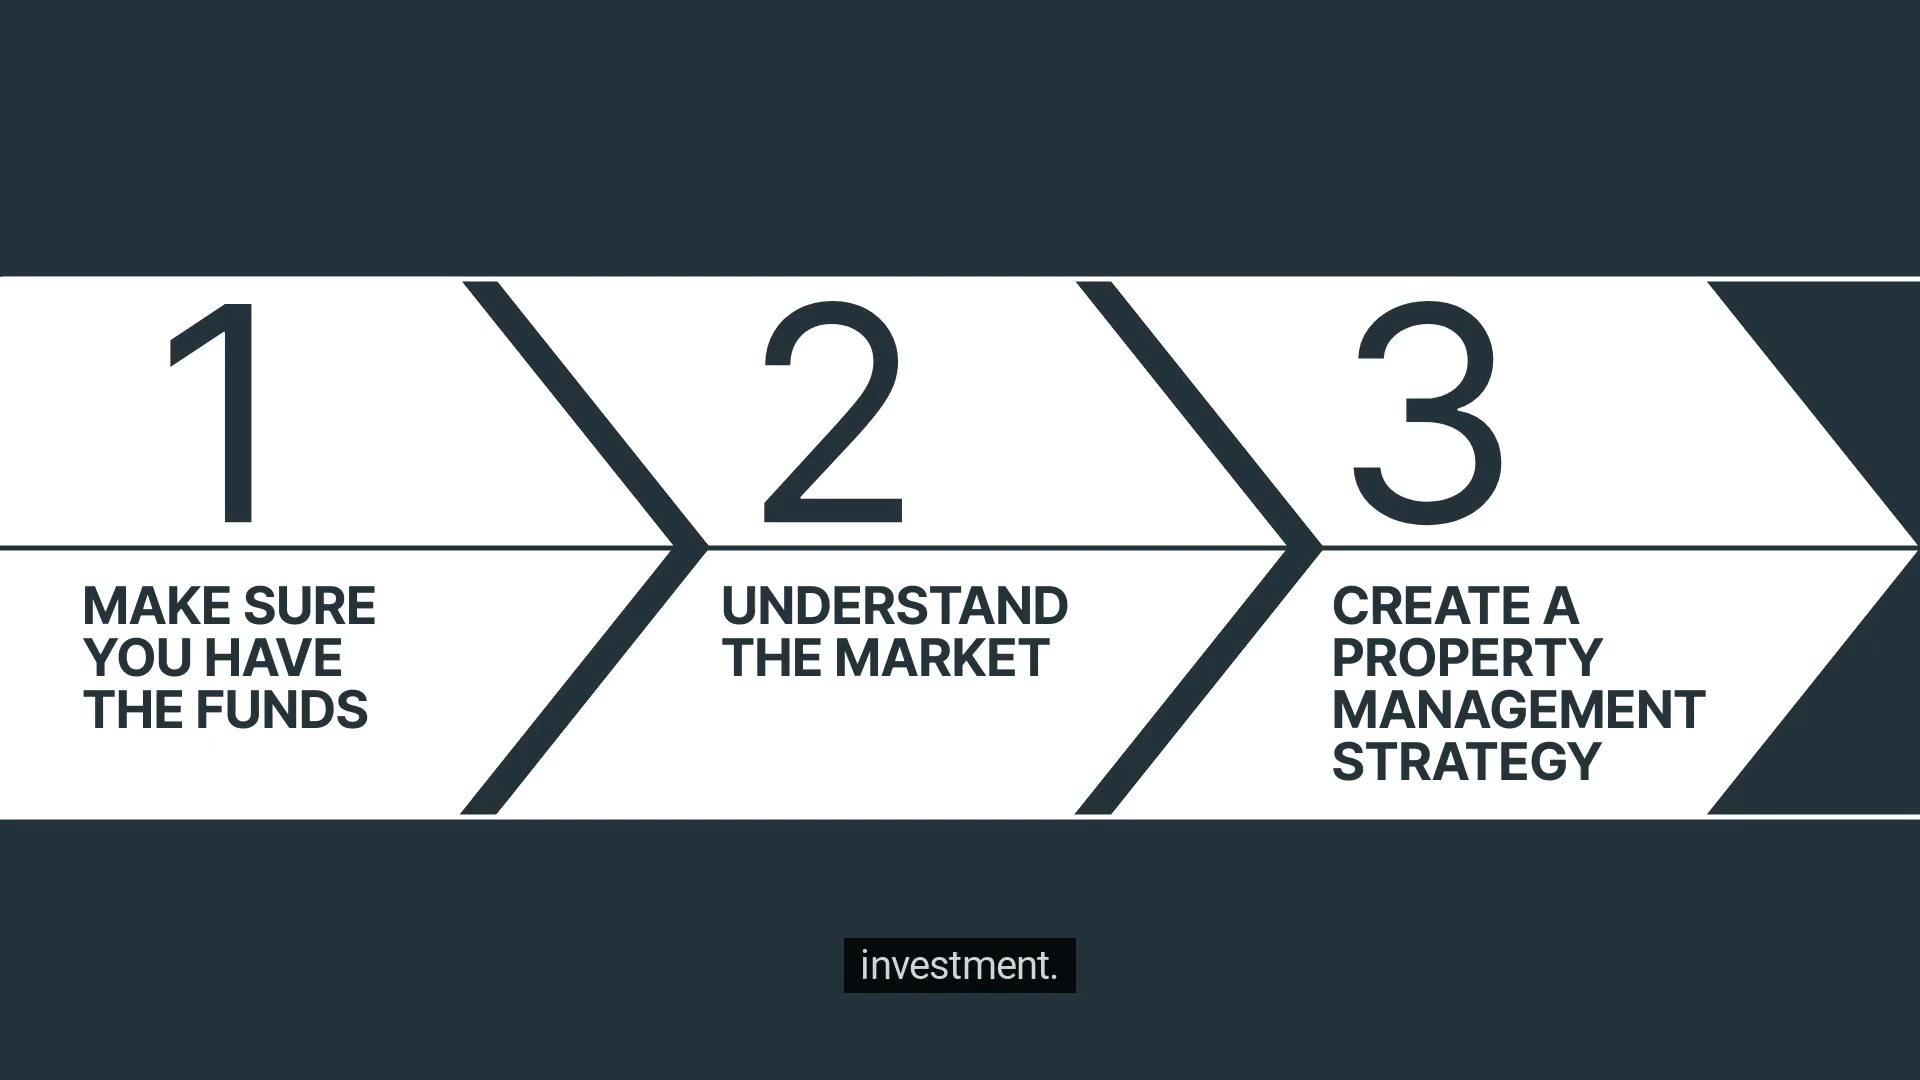 1
MAKE SURE
YOU HAVE
THE FUNDS
2
UNDERSTAND
THE MARKET
3
CREATE A
PROPERTY
MANAGEMENT
STRATEGY
investment.